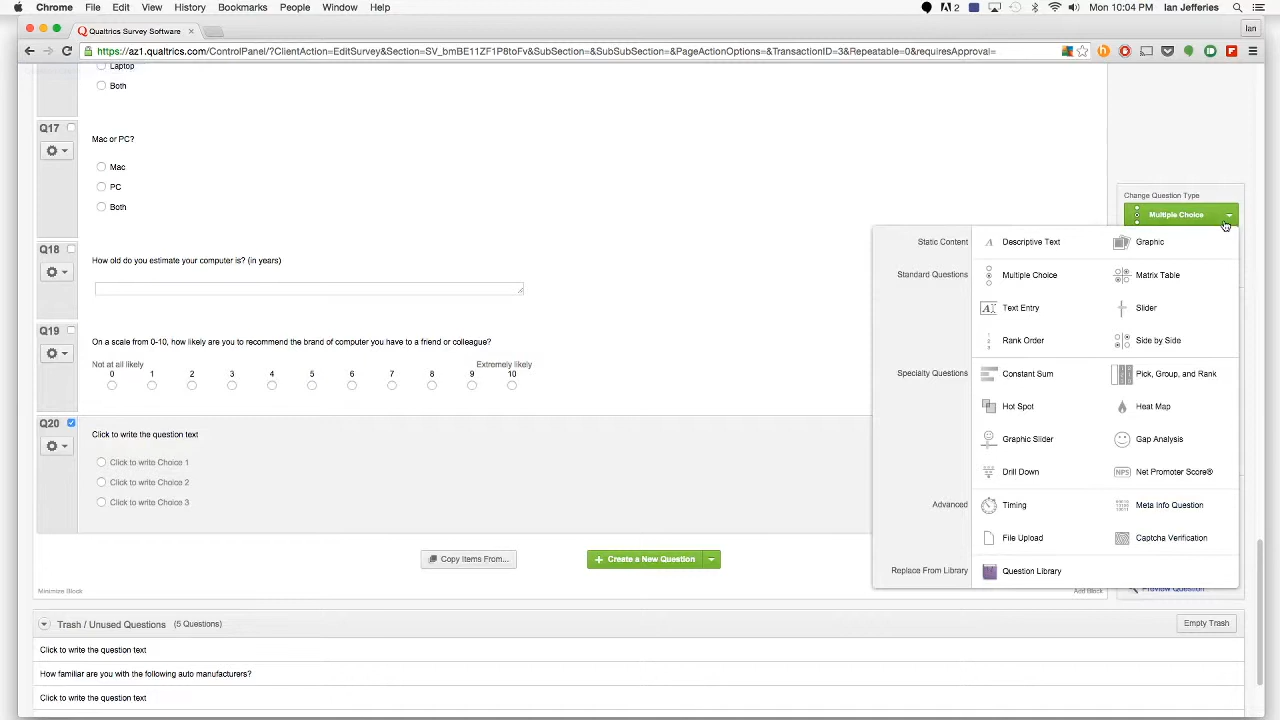 Chrome File Edit View History Bookmarks People Window Help 2 10:04 PM Ian Jefferies
Qualtrics Survey Software Ian
https://az1.qualtrics.com/ControlPanel/?ClientAction=EditSurvey&Section=SV_bmBE11ZF1P8toFv&SubSection=&SubSubSection=&PageActionOptions=&TransactionID=3&Repeatable=0&requiresApproval=
Laptop
Both
Q17
Mac or PC?
Mac
PC
Both
Q18
How old do you estimate your computer is? (in years)
Q19
On a scale from 0-10, how likely are you to recommend the brand of computer you have to a friend or colleague?
Not at all likely Extremely likely
0 1 2 3 4 5 6 7 8 9 10
Q20
Click to write the question text
Click to write Choice 1
Click to write Choice 2
Click to write Choice 3
Copy Items From... + Create a New Question
Minimize Block Add Block
Change Question Type
Multiple Choice
Static Content Descriptive Text Graphic
Standard Questions Multiple Choice Matrix Table
Text Entry Slider
Rank Order Side by Side
Specialty Questions Constant Sum Pick, Group, and Rank
Hot Spot Heat Map
Graphic Slider Gap Analysis
Drill Down NPS Net Promoter Score®
Advanced Timing Meta Info Question
File Upload Captcha Verification
Replace From Library Question Library
Preview Question
Trash / Unused Questions (5 Questions) Empty Trash
Click to write the question text
How familiar are you with the following auto manufacturers?
Click to write the question text